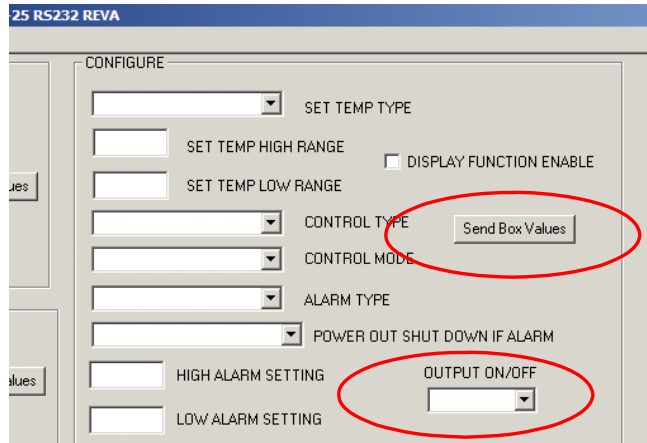 -25 RS232 REVA
CONFIGURE
SET TEMP TYPE
SET TEMP HIGH RANGE
DISPLAY FUNCTION ENABLE
SET TEMP LOW RANGE
CONTROL TYPE
Send Box Values
CONTROL MODE
ALARM TYPE
POWER OUT SHUT DOWN IF ALARM
HIGH ALARM SETTING
OUTPUT ON/OFF
LOW ALARM SETTING
ues
alues